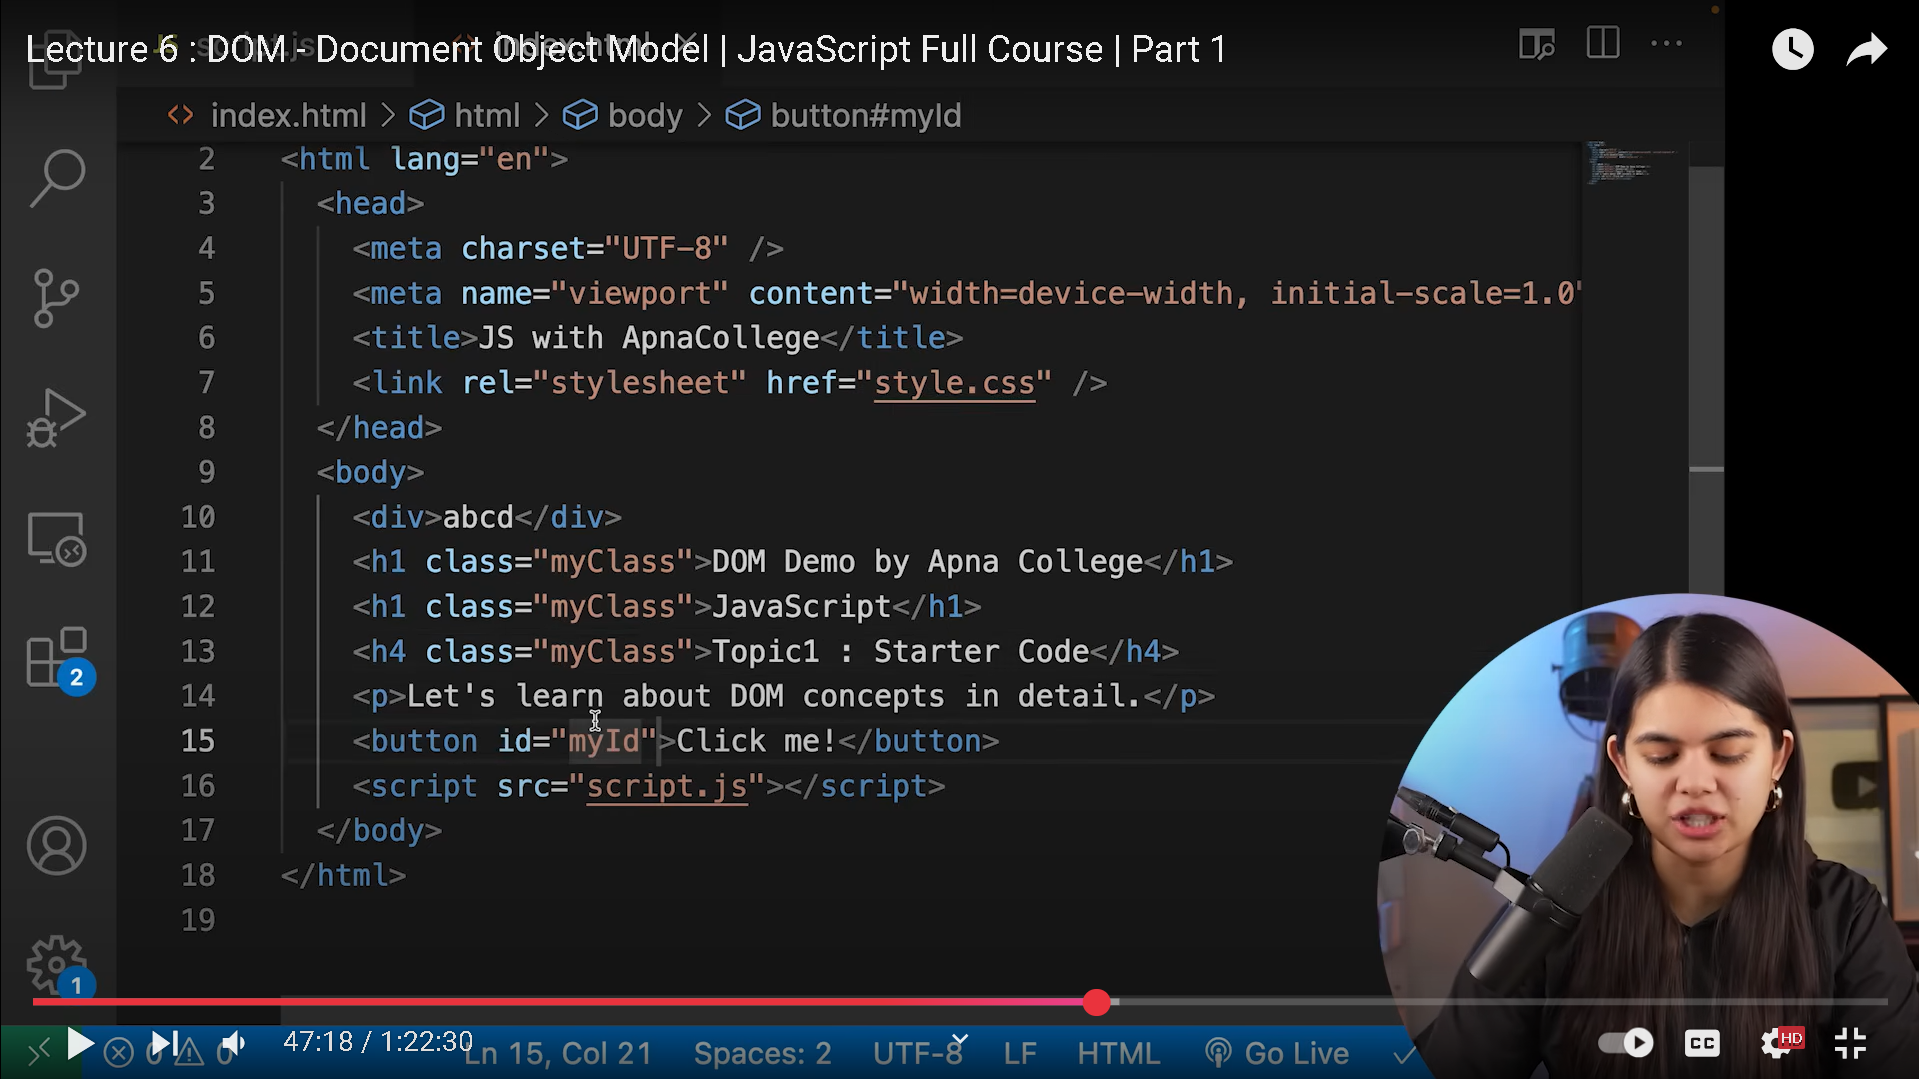 Lecture 6 : DOM - Document Object Model | JavaScript Full Course | Part 1
script.js
index.html
index.html > html > body > button#myId
2 <html lang="en">
3 <head>
4 <meta charset="UTF-8" />
5 <meta name="viewport" content="width=device-width, initial-scale=1.0"
6 <title>JS with ApnaCollege</title>
7 <link rel="stylesheet" href="style.css" />
8 </head>
9 <body>
10 <div>abcd</div>
11 <h1 class="myClass">DOM Demo by Apna College</h1>
12 <h1 class="myClass">JavaScript</h1>
13 <h4 class="myClass">Topic1 : Starter Code</h4>
14 <p>Let's learn about DOM concepts in detail.</p>
15 <button id="myId">Click me!</button>
16 <script src="script.js"></script>
17 </body>
18 </html>
19
2
1
0 0 47:18 / 1:22:30 Ln 15, Col 21 Spaces: 2 UTF-8 LF HTML Go Live CC HD